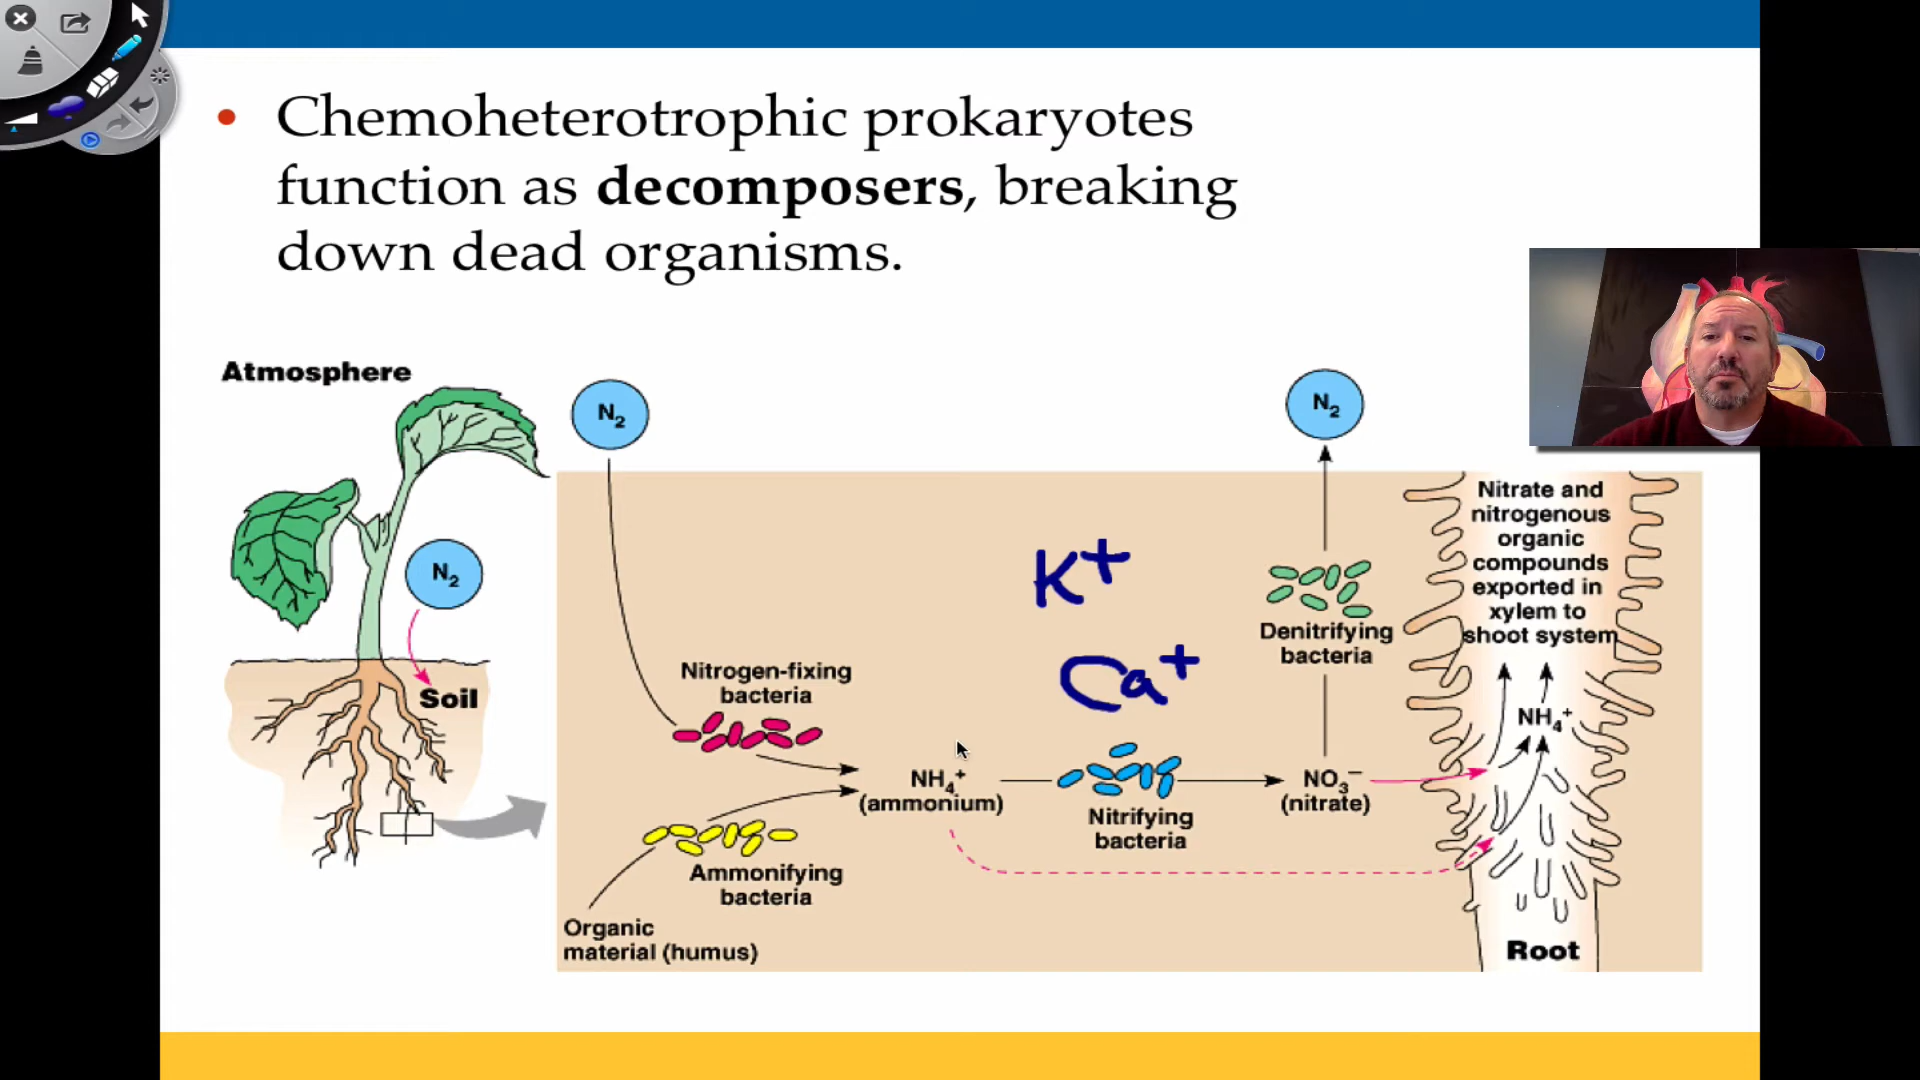 • Chemoheterotrophic prokaryotes
function as decomposers, breaking
down dead organisms.
Atmosphere
N₂
N₂
N₂
Soil
Nitrogen-fixing
bacteria
K⁺
Ca⁺
Denitrifying
bacteria
Nitrate and
nitrogenous
organic
compounds
exported in
xylem to
shoot system
NH₄⁺
NH₄⁺
(ammonium)
Nitrifying
bacteria
NO₃⁻
(nitrate)
Ammonifying
bacteria
Organic
material (humus)
Root